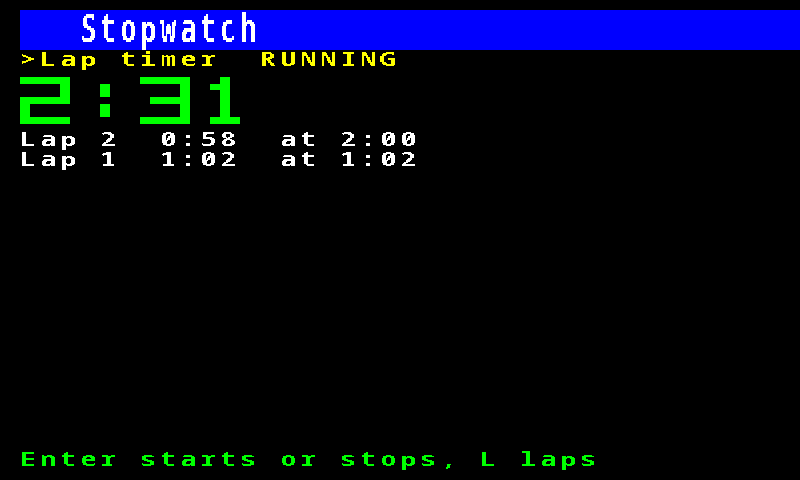 Stopwatch
>Lap timer  RUNNING
2:31
Lap 2  0:58  at 2:00
Lap 1  1:02  at 1:02
Enter starts or stops, L laps